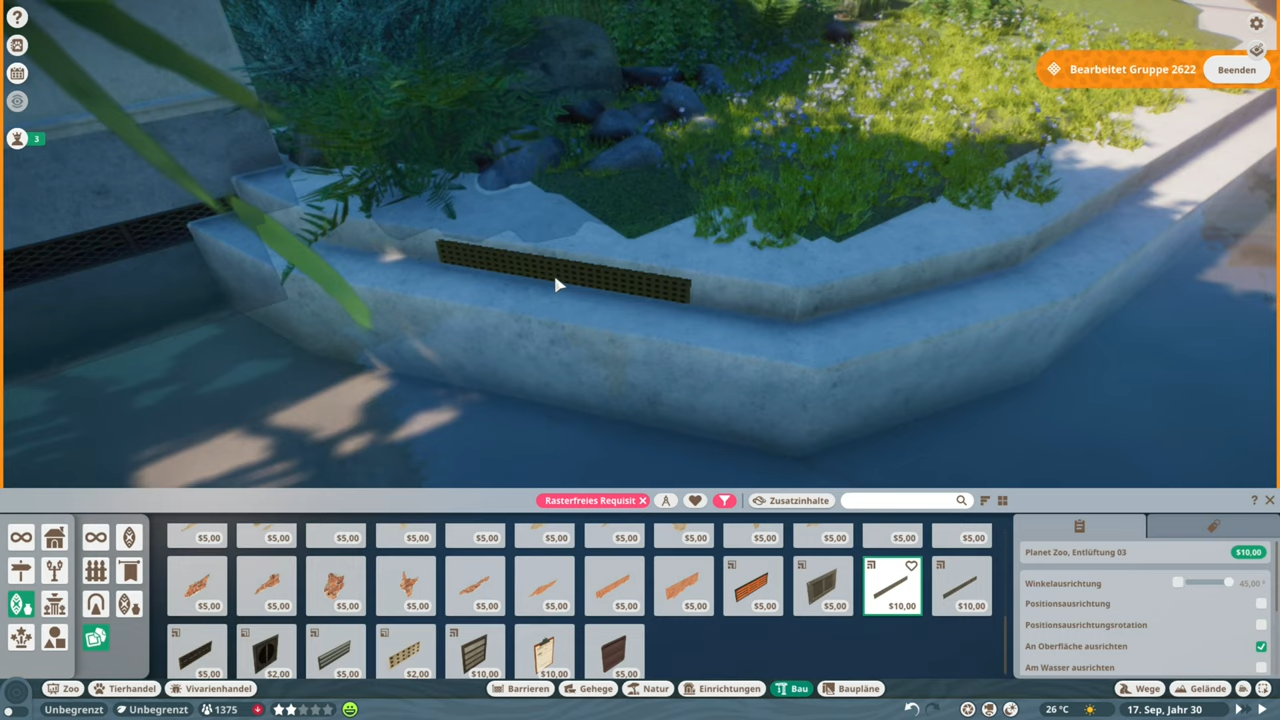 ?
Bearbeitet Gruppe 2622
Beenden
3
Rasterfreies Requisit ×
Zusatzinhalte
? ×
$5,00 $5,00 $5,00 $5,00 $5,00 $5,00 $5,00 $5,00 $5,00 $5,00 $5,00 $5,00
$5,00 $5,00 $5,00 $5,00 $5,00 $5,00 $5,00 $5,00 $5,00 $5,00 $10,00 $10,00
$5,00 $2,00 $5,00 $2,00 $10,00 $10,00 $5,00
Planet Zoo, Entlüftung 03
$10,00
Winkelausrichtung
45,00 °
Positionsausrichtung
Positionsausrichtungsrotation
An Oberfläche ausrichten
Am Wasser ausrichten
Zoo
Tierhandel
Vivarienhandel
Barrieren
Gehege
Natur
Einrichtungen
Bau
Baupläne
Wege
Gelände
Unbegrenzt
Unbegrenzt
1375
26 °C
17. Sep, Jahr 30